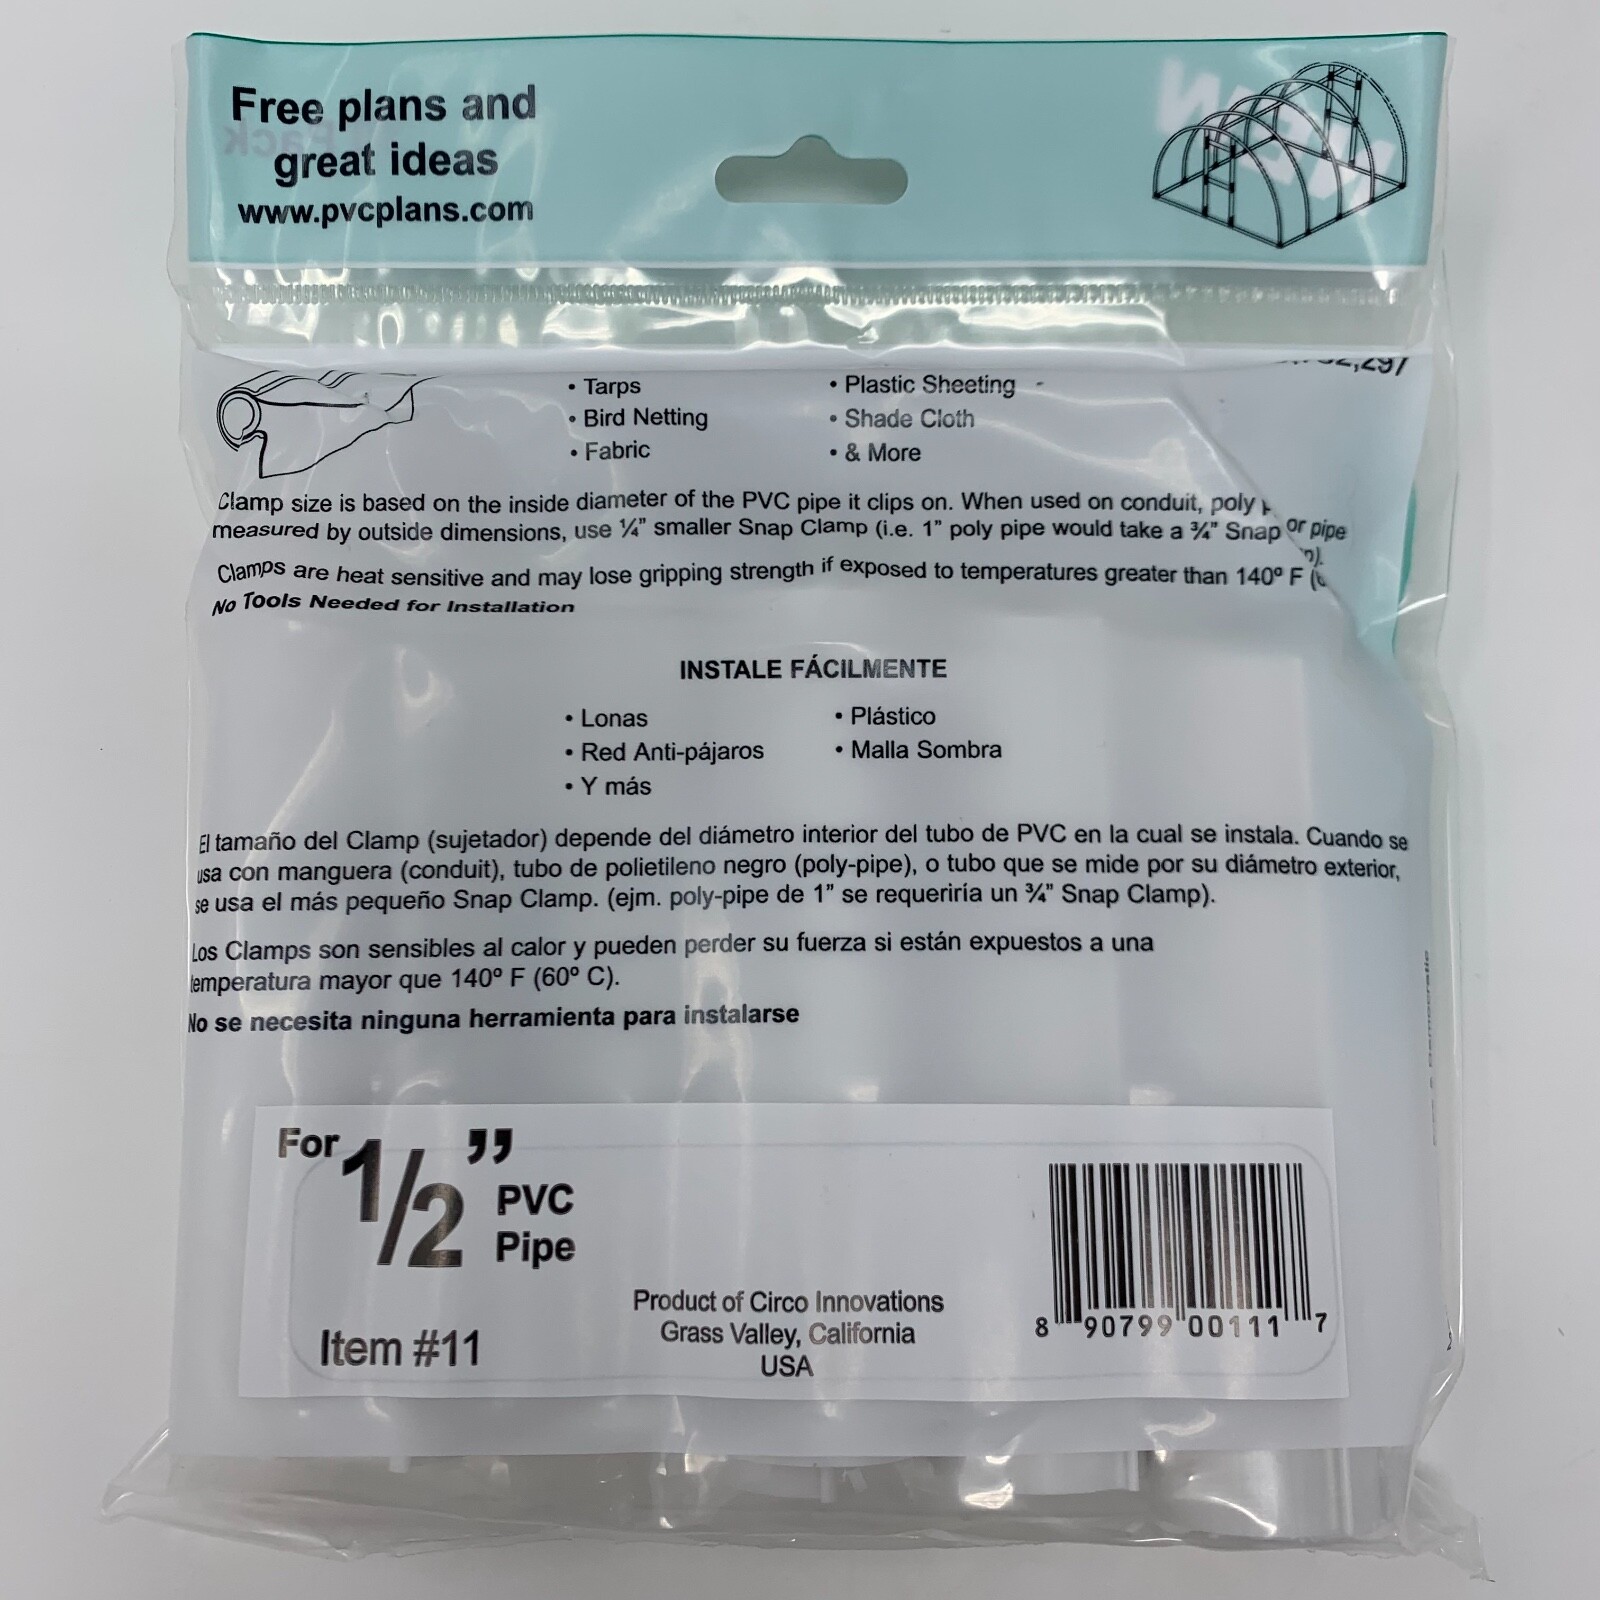 Free plans and
great ideas
www.pvcplans.com
2,297
• Tarps
• Bird Netting
• Fabric
• Plastic Sheeting
• Shade Cloth
• & More
Clamp size is based on the inside diameter of the PVC pipe it clips on. When used on conduit, poly
or pipe
measured by outside dimensions, use ¼” smaller Snap Clamp (i.e. 1” poly pipe would take a ¾” Snap
Clamps are heat sensitive and may lose gripping strength if exposed to temperatures greater than 140º F
No Tools Needed for Installation
INSTALE FÁCILMENTE
• Lonas
• Red Anti-pájaros
• Y más
• Plástico
• Malla Sombra
El tamaño del Clamp (sujetador) depende del diámetro interior del tubo de PVC en la cual se instala. Cuando se
usa con manguera (conduit), tubo de polietileno negro (poly-pipe), o tubo que se mide por su diámetro exterior,
se usa el más pequeño Snap Clamp. (ejm. poly-pipe de 1” se requeriría un ¾” Snap Clamp).
Los Clamps son sensibles al calor y pueden perder su fuerza si están expuestos a una
temperatura mayor que 140º F (60º C).
No se necesita ninguna herramienta para instalarse
For 1/2” PVC Pipe
Item #11
Product of Circo Innovations
Grass Valley, California
USA
8 90799 00111 7